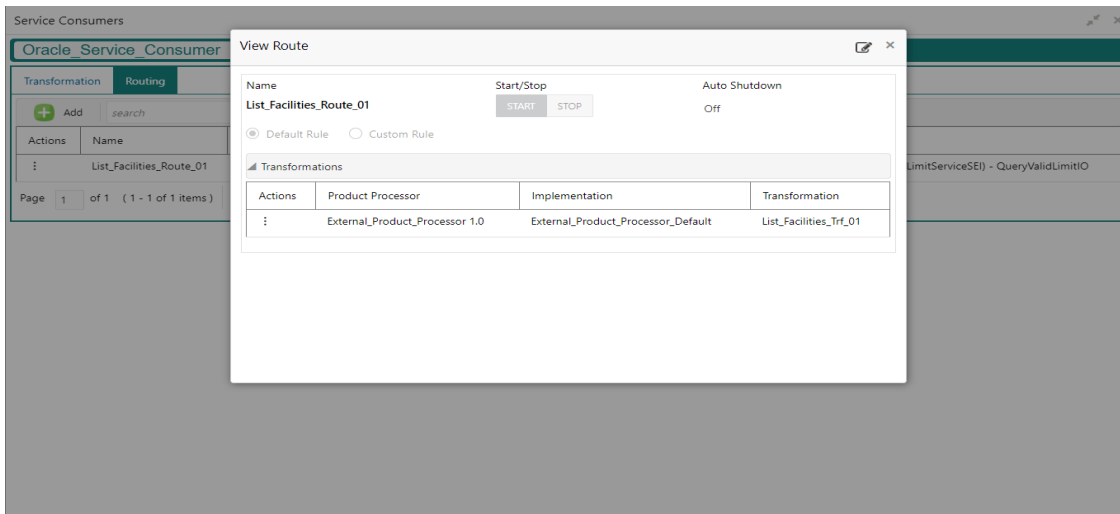 Service Consumers
Oracle_Service_Consumer
Transformation Routing
Add search
Actions Name
List_Facilities_Route_01
LimitServiceSEI) - QueryValidLimitIO
Page 1 of 1 ( 1 - 1 of 1 items )
View Route
Name Start/Stop Auto Shutdown
List_Facilities_Route_01 START STOP Off
Default Rule Custom Rule
Transformations
Actions Product Processor Implementation Transformation
External_Product_Processor 1.0 External_Product_Processor_Default List_Facilities_Trf_01